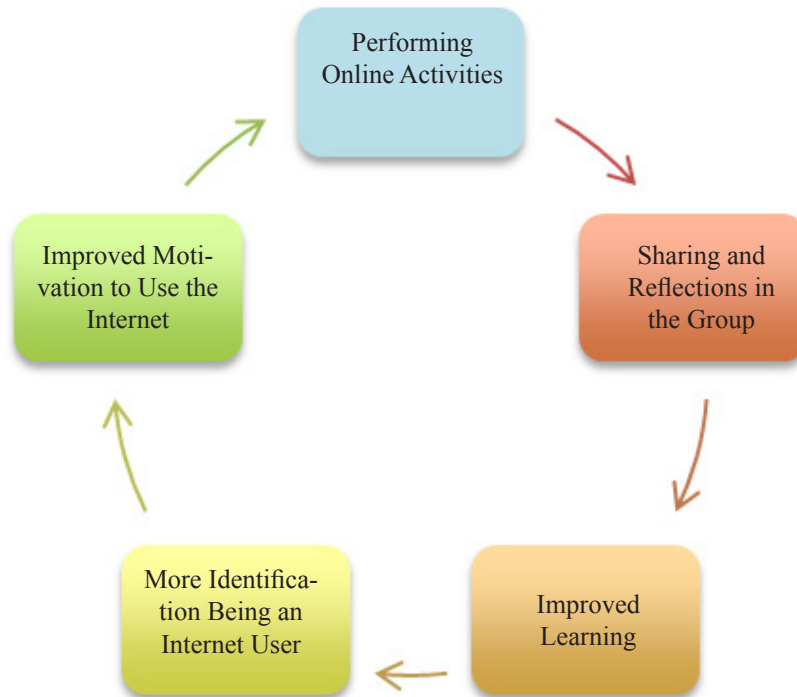 Performing
Online Activities
Sharing and
Reflections in
the Group
Improved
Learning
More Identifica-
tion Being an
Internet User
Improved Moti-
vation to Use the
Internet